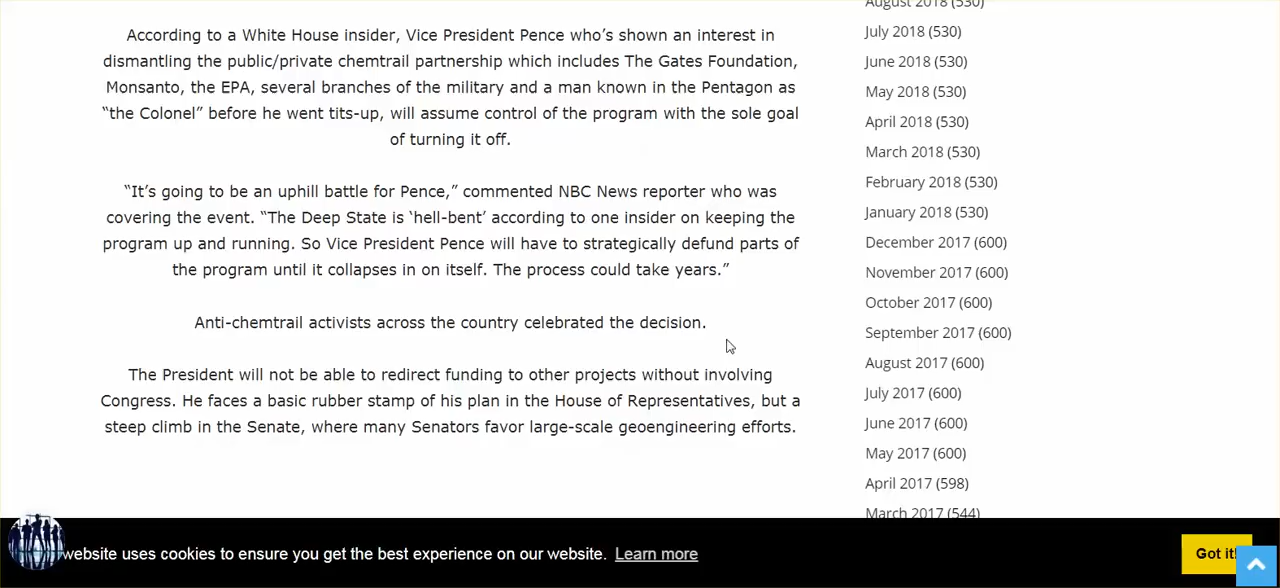 August 2018 (530)
According to a White House insider, Vice President Pence who’s shown an interest in
dismantling the public/private chemtrail partnership which includes The Gates Foundation,
Monsanto, the EPA, several branches of the military and a man known in the Pentagon as
“the Colonel” before he went tits-up, will assume control of the program with the sole goal
of turning it off.
“It’s going to be an uphill battle for Pence,” commented NBC News reporter who was
covering the event. “The Deep State is ‘hell-bent’ according to one insider on keeping the
program up and running. So Vice President Pence will have to strategically defund parts of
the program until it collapses in on itself. The process could take years.”
Anti-chemtrail activists across the country celebrated the decision.
The President will not be able to redirect funding to other projects without involving
Congress. He faces a basic rubber stamp of his plan in the House of Representatives, but a
steep climb in the Senate, where many Senators favor large-scale geoengineering efforts.
July 2018 (530)
June 2018 (530)
May 2018 (530)
April 2018 (530)
March 2018 (530)
February 2018 (530)
January 2018 (530)
December 2017 (600)
November 2017 (600)
October 2017 (600)
September 2017 (600)
August 2017 (600)
July 2017 (600)
June 2017 (600)
May 2017 (600)
April 2017 (598)
March 2017 (544)
website uses cookies to ensure you get the best experience on our website. Learn more
Got it!